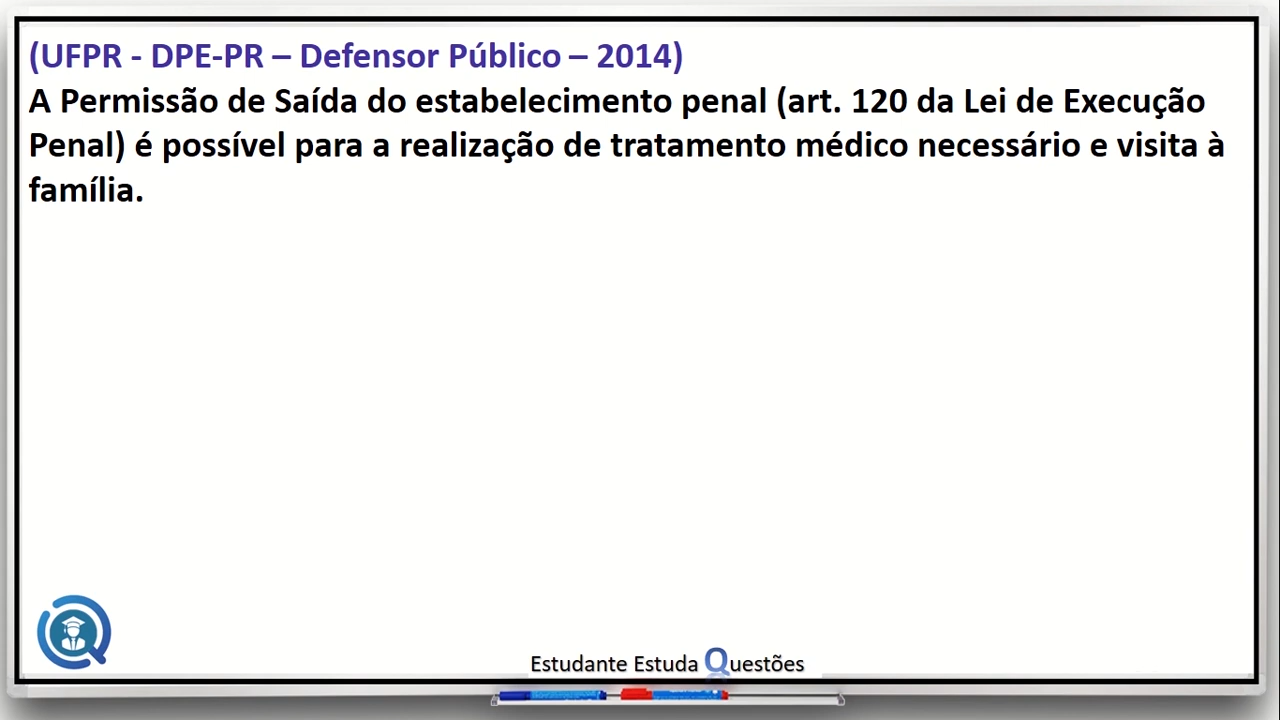 (UFPR - DPE-PR – Defensor Público – 2014)
A Permissão de Saída do estabelecimento penal (art. 120 da Lei de Execução
Penal) é possível para a realização de tratamento médico necessário e visita à
família.
Estudante Estuda Questões